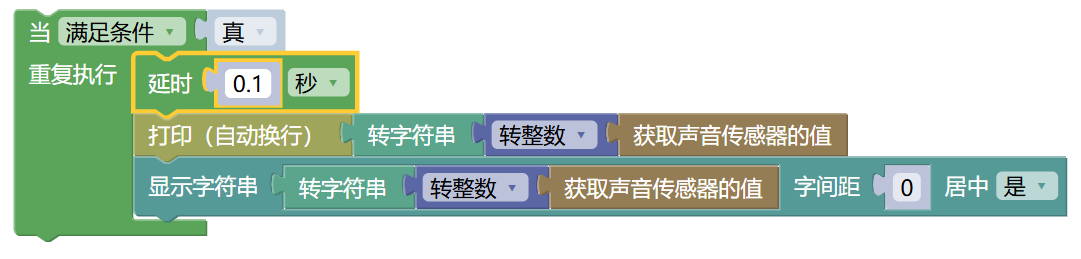 当 满足条件 真
重复执行 延时 0.1 秒
打印（自动换行） 转字符串 转整数 获取声音传感器的值
显示字符串 转字符串 转整数 获取声音传感器的值 字间距 0 居中 是